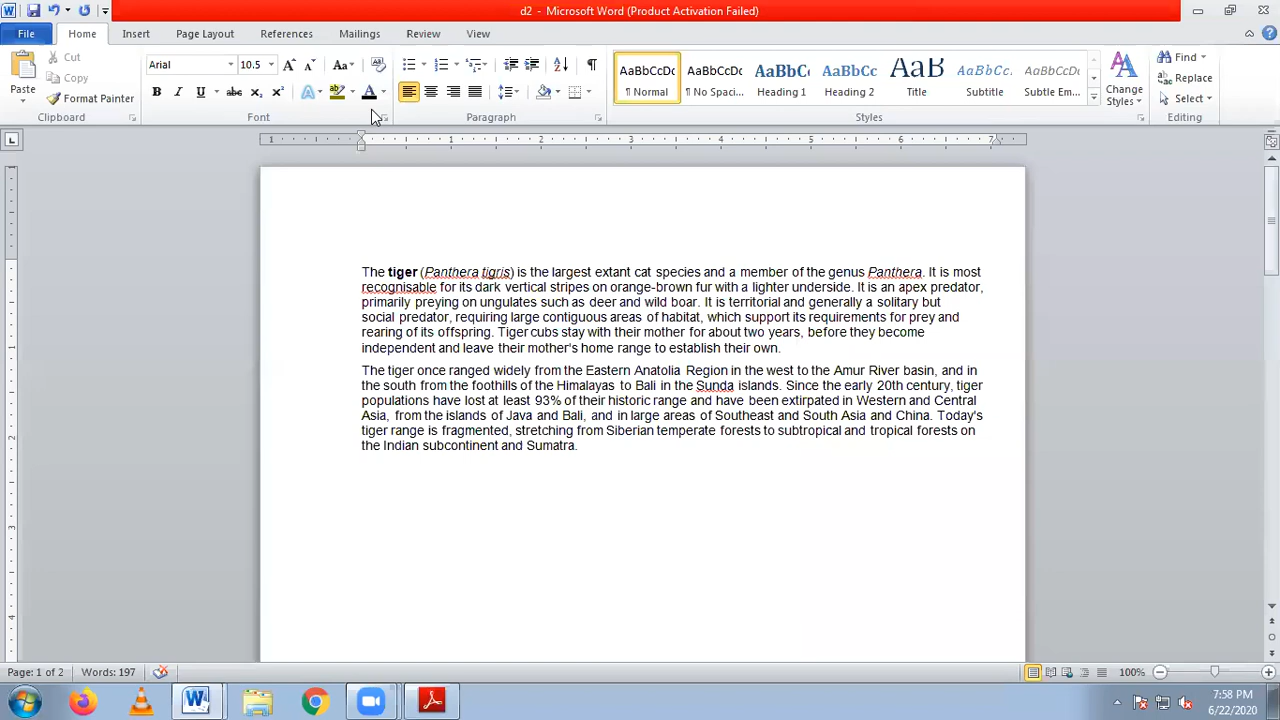 d2 - Microsoft Word (Product Activation Failed)
File Home Insert Page Layout References Mailings Review View
Paste
Cut
Copy
Format Painter
Clipboard
Arial 10.5
Font
Paragraph
AaBbCcDc ¶ Normal
AaBbCcDc ¶ No Spaci...
AaBbC‹ Heading 1
AaBbCc Heading 2
AaB Title
AaBbCc. Subtitle
AaBbCcDc Subtle Em...
Change Styles
Styles
Find
Replace
Select
Editing
1 1 2 3 4 5 6 7
The tiger (Panthera tigris) is the largest extant cat species and a member of the genus Panthera. It is most
recognisable for its dark vertical stripes on orange-brown fur with a lighter underside. It is an apex predator,
primarily preying on ungulates such as deer and wild boar. It is territorial and generally a solitary but
social predator, requiring large contiguous areas of habitat, which support its requirements for prey and
rearing of its offspring. Tiger cubs stay with their mother for about two years, before they become
independent and leave their mother's home range to establish their own.
The tiger once ranged widely from the Eastern Anatolia Region in the west to the Amur River basin, and in
the south from the foothills of the Himalayas to Bali in the Sunda islands. Since the early 20th century, tiger
populations have lost at least 93% of their historic range and have been extirpated in Western and Central
Asia, from the islands of Java and Bali, and in large areas of Southeast and South Asia and China. Today's
tiger range is fragmented, stretching from Siberian temperate forests to subtropical and tropical forests on
the Indian subcontinent and Sumatra.
Page: 1 of 2 Words: 197
100%
7:58 PM
6/22/2020